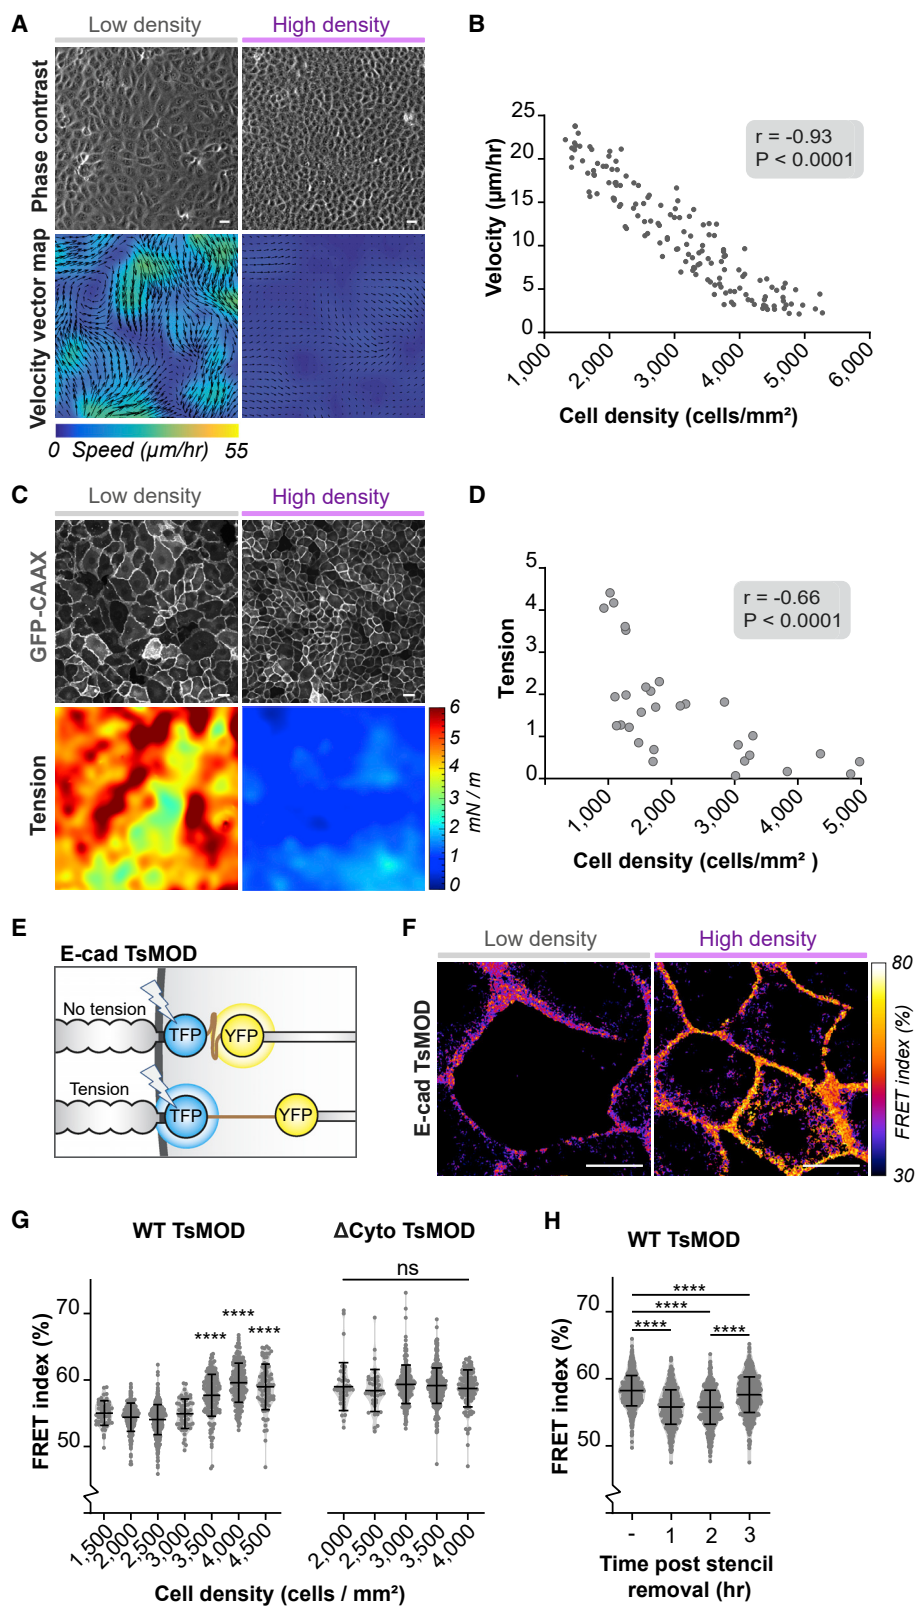 A
Low density
High density
Phase contrast
Velocity vector map
0 Speed (µm/hr) 55
B
Velocity (µm/hr)
25
20
15
10
5
0
r = -0.93
P < 0.0001
1,000
2,000
3,000
4,000
5,000
6,000
Cell density (cells/mm²)
C
Low density
High density
GFP-CAAX
Tension
6
5
4
3
2
1
0
mN / m
D
Tension
5
4
3
2
1
0
r = -0.66
P < 0.0001
1,000
2,000
3,000
4,000
5,000
Cell density (cells/mm² )
E
E-cad TsMOD
No tension
TFP
YFP
Tension
TFP
YFP
F
Low density
High density
E-cad TsMOD
80
FRET index (%)
30
G
WT TsMOD
ΔCyto TsMOD
FRET index (%)
70
60
50
****
****
****
ns
1,500
2,000
2,500
3,000
3,500
4,000
4,500
2,000
2,500
3,000
3,500
4,000
Cell density (cells / mm²)
H
WT TsMOD
FRET index (%)
70
60
50
****
****
****
****
-
1
2
3
Time post stencil
removal (hr)